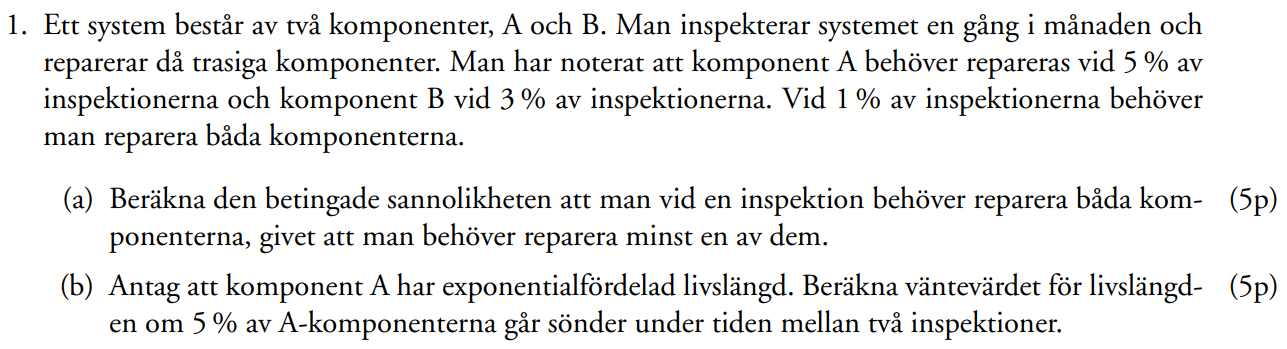 1. Ett system består av två komponenter, A och B. Man inspekterar systemet en gång i månaden och
reparerar då trasiga komponenter. Man har noterat att komponent A behöver repareras vid 5 % av
inspektionerna och komponent B vid 3 % av inspektionerna. Vid 1 % av inspektionerna behöver
man reparera båda komponenterna.
(a) Beräkna den betingade sannolikheten att man vid en inspektion behöver reparera båda kom- (5p)
ponenterna, givet att man behöver reparera minst en av dem.
(b) Antag att komponent A har exponentialfördelad livslängd. Beräkna väntevärdet för livslängd- (5p)
en om 5 % av A-komponenterna går sönder under tiden mellan två inspektioner.